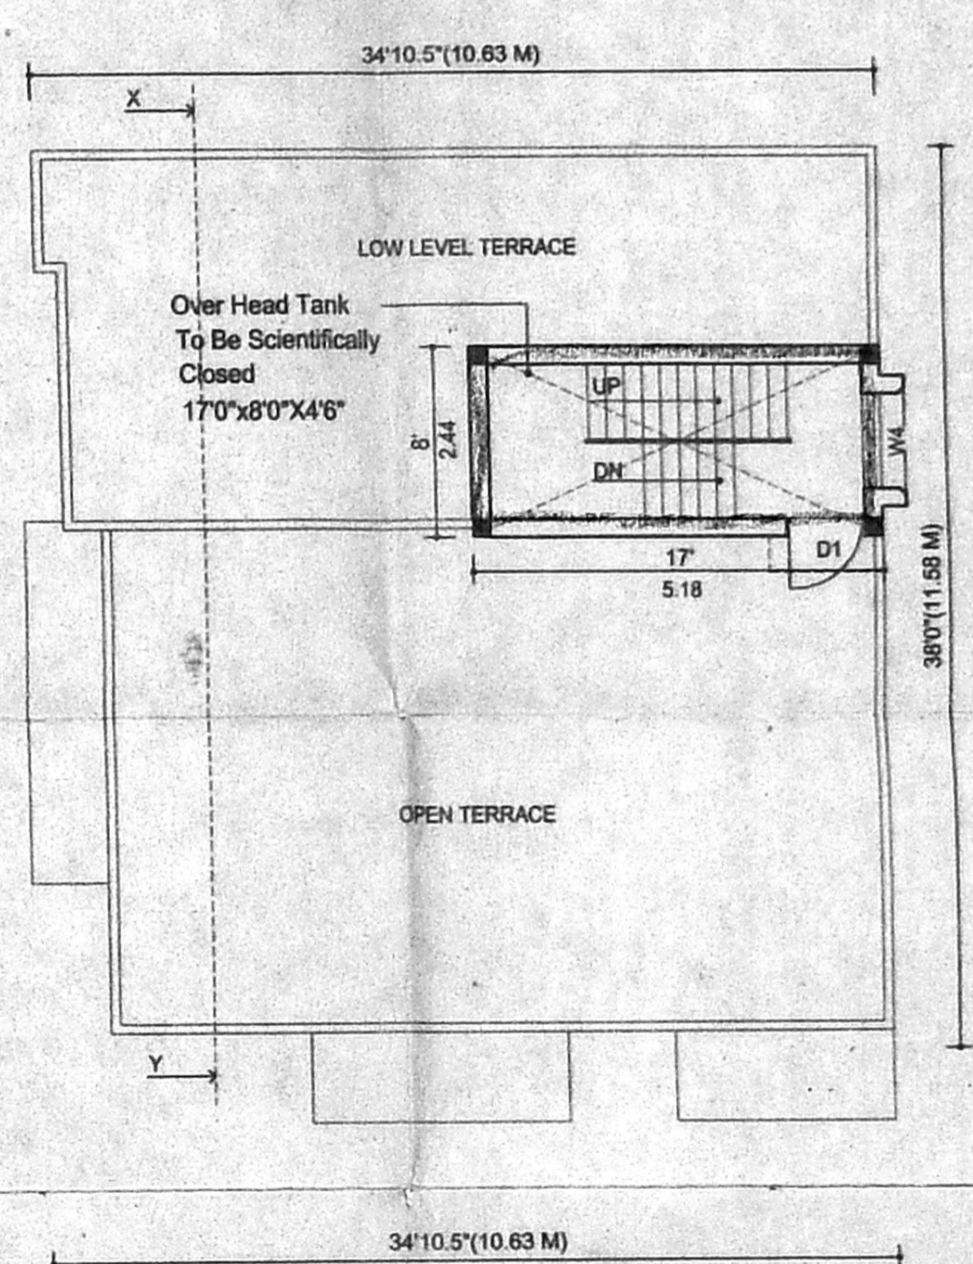 34'10.5"(10.63 M)
X
LOW LEVEL TERRACE
Over Head Tank
To Be Scientifically
Closed
17'0"x8'0"X4'6"
UP
8'
2.44
W4
DN
D1
17'
5.18
38'0"(11.58 M)
OPEN TERRACE
Y
34'10.5"(10.63 M)